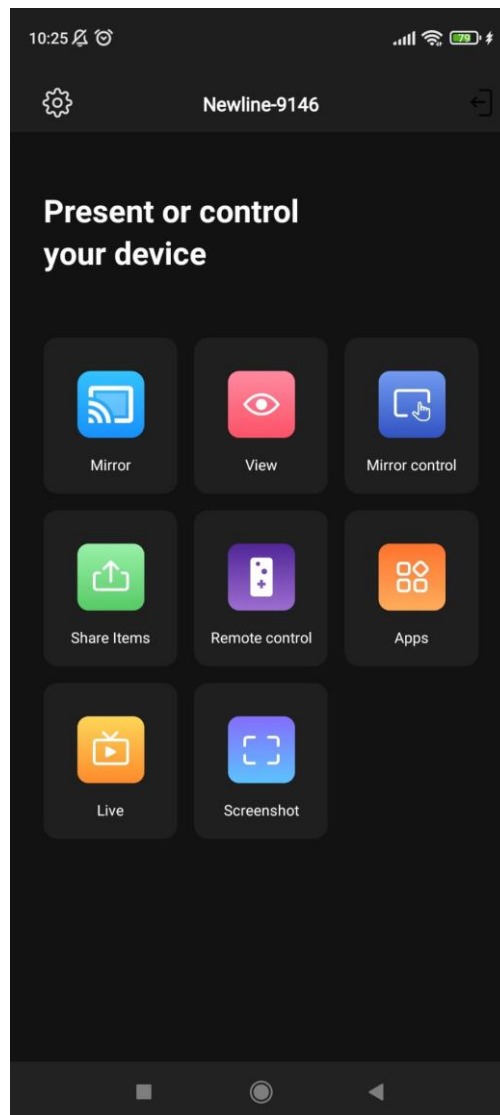 10:25
79
Newline-9146
Present or control
your device
Mirror
View
Mirror control
Share Items
Remote control
Apps
Live
Screenshot